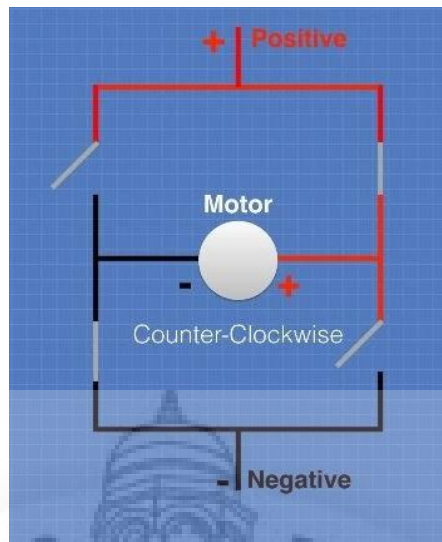 + Positive
Motor
- +
Counter-Clockwise
- Negative